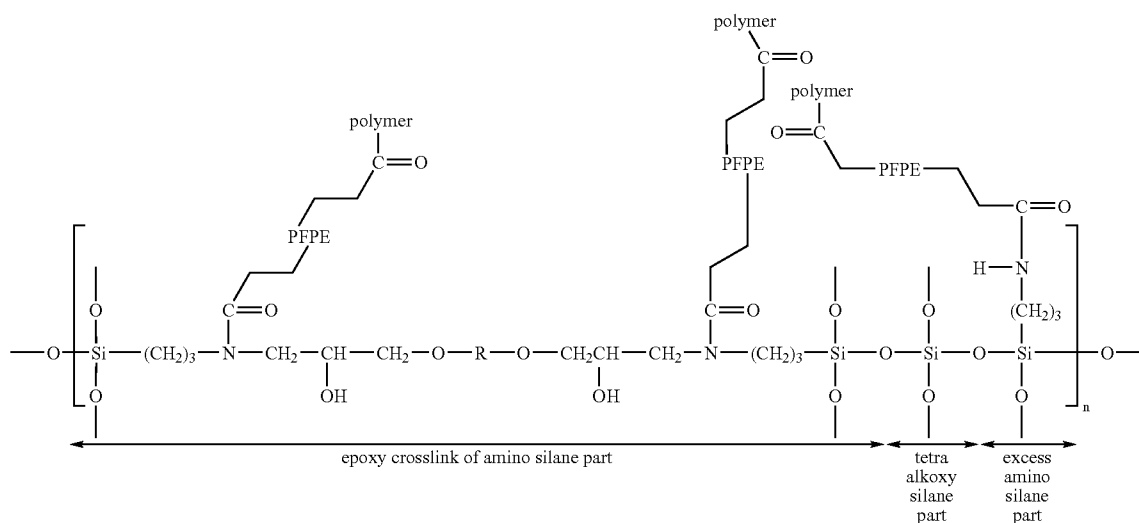 polymer
C=O
polymer
polymer
C=O
O=C
PFPE
PFPE
PFPE
C=O
H—N
C=O
C=O
O
O
O
(CH2)3
—O—Si—(CH2)3—N—CH2—CH—CH2—O—R—O—CH2CH—CH2—N—(CH2)3—Si—O—Si—O—Si—O—
OH
OH
O
O
O
O
n
epoxy crosslink of amino silane part
tetra
alkoxy
silane
part
excess
amino
silane
part